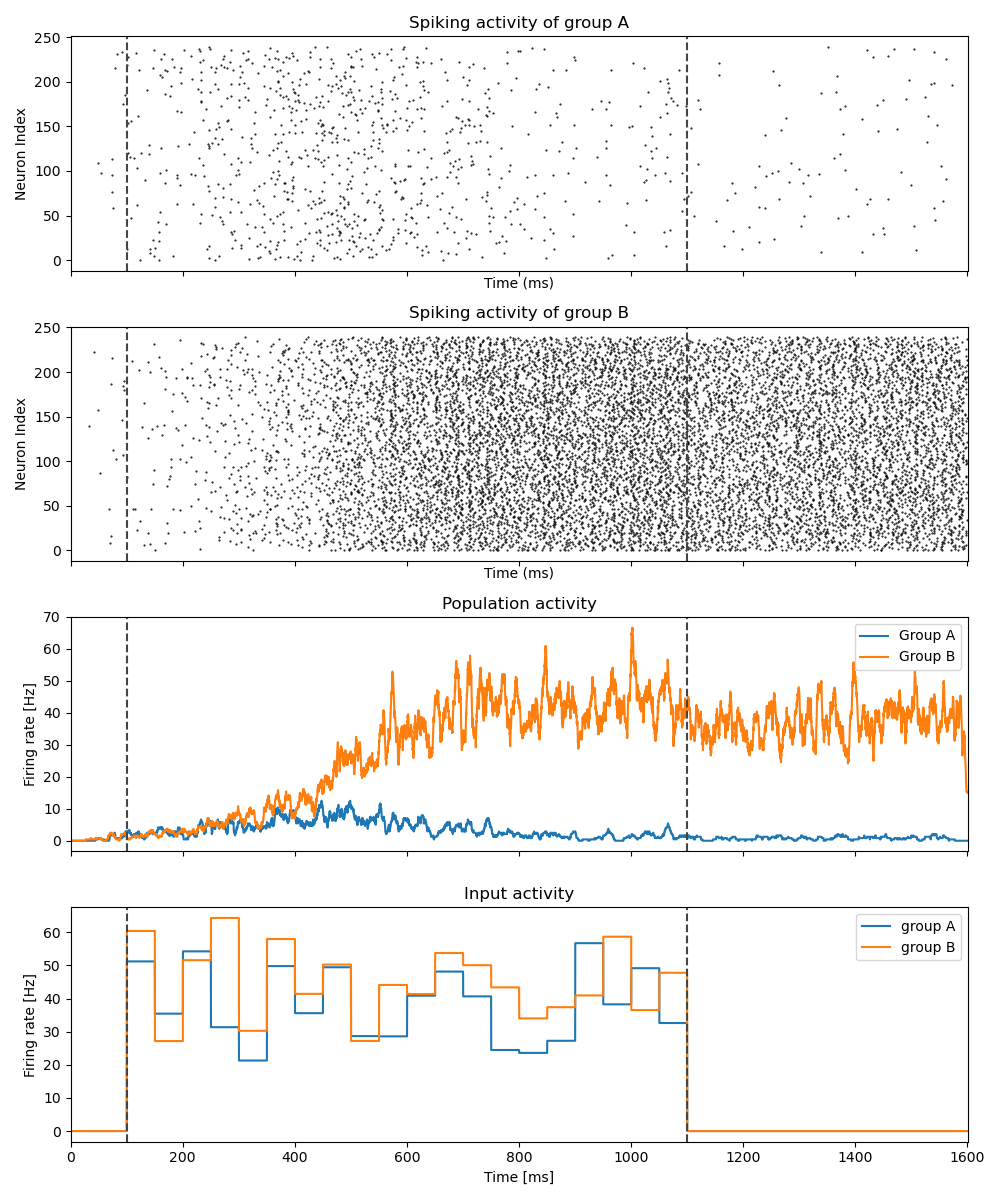 Spiking activity of group A
250
200
150
100
50
0
Neuron Index
Time (ms)
Spiking activity of group B
250
200
150
100
50
0
Neuron Index
Time (ms)
Population activity
70
60
50
40
30
20
10
0
Firing rate [Hz]
Group A
Group B
Input activity
60
50
40
30
20
10
0
Firing rate [Hz]
group A
group B
0 200 400 600 800 1000 1200 1400 1600
Time [ms]